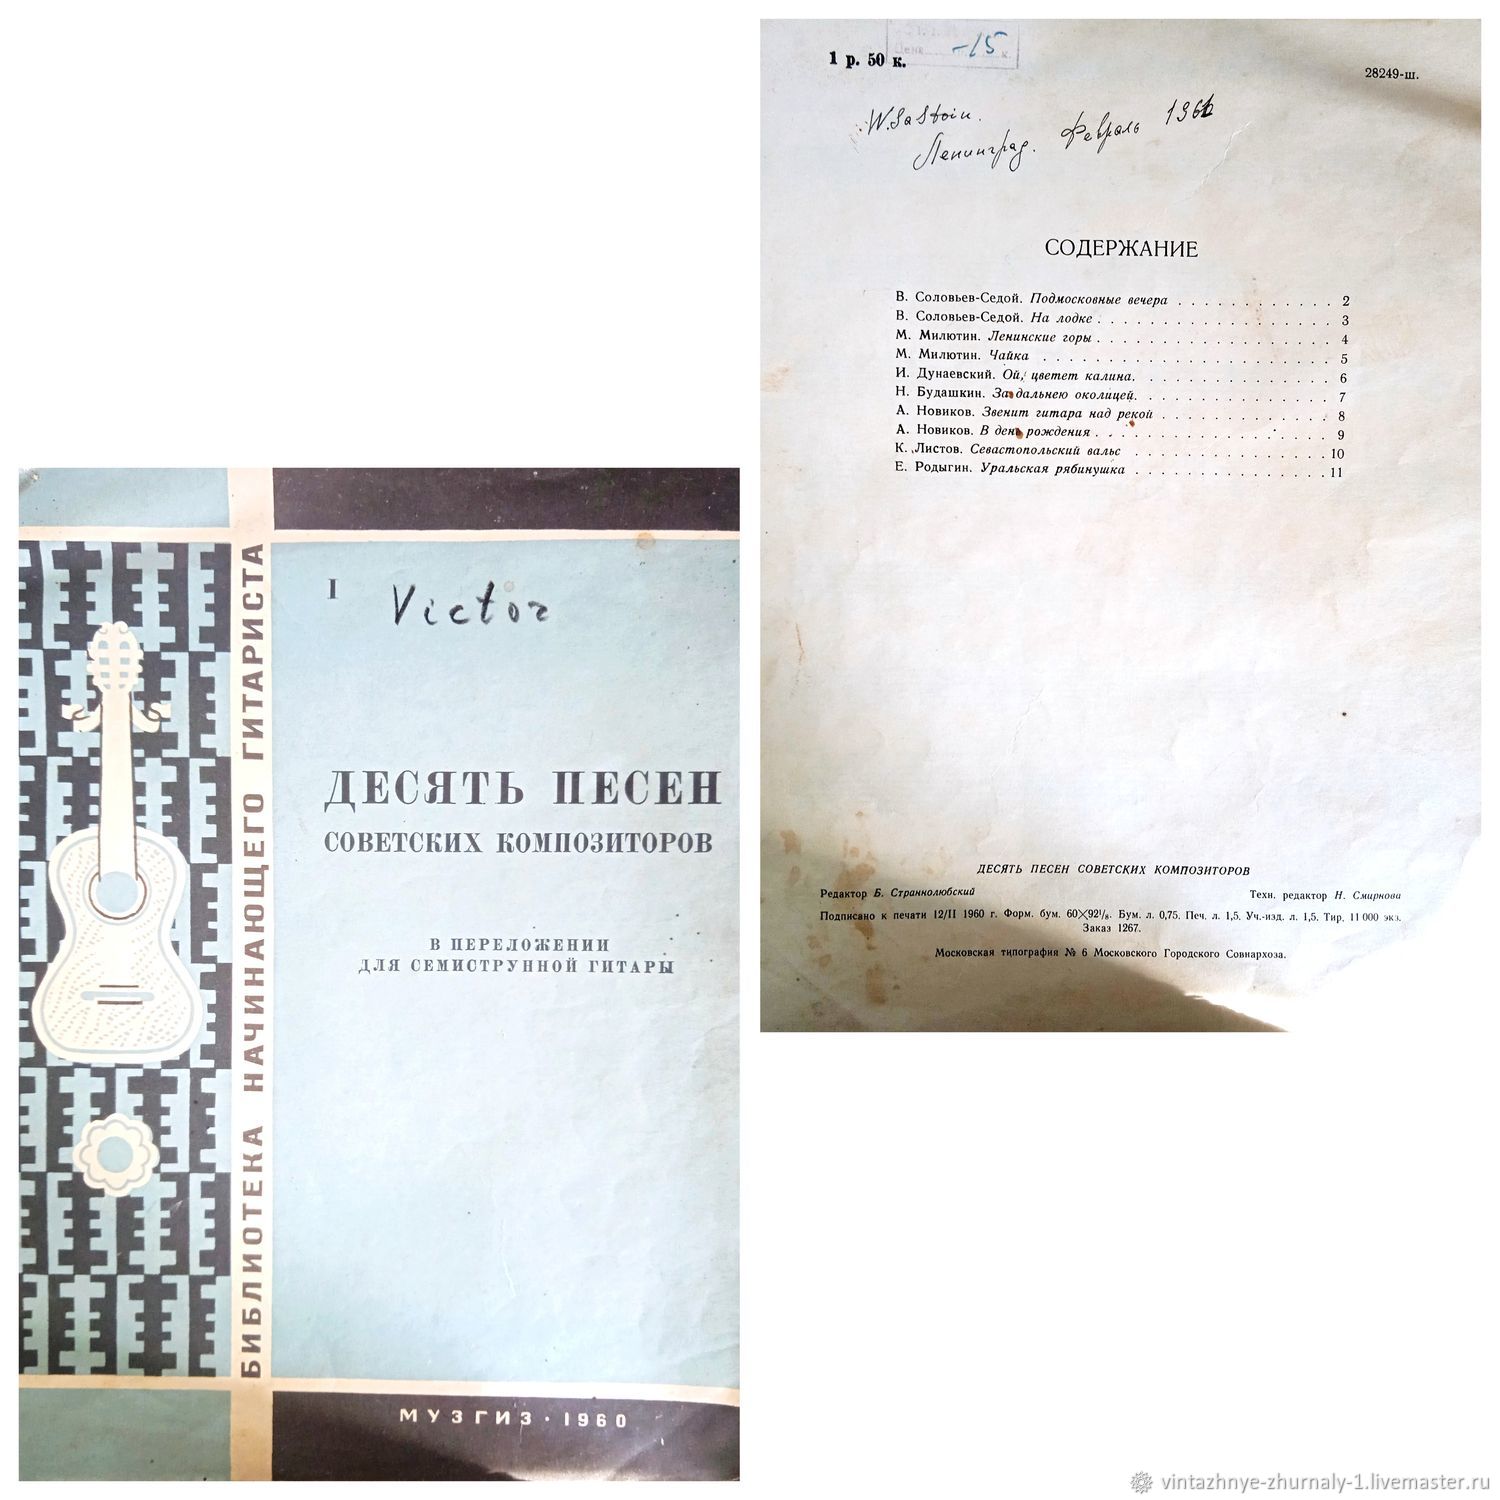 I
Victor
ДЕСЯТЬ ПЕСЕН
СОВЕТСКИХ КОМПОЗИТОРОВ
В ПЕРЕЛОЖЕНИИ
ДЛЯ СЕМИСТРУННОЙ ГИТАРЫ
БИБЛИОТЕКА НАЧИНАЮЩЕГО ГИТАРИСТА
МУЗГИЗ · 1960
1 р. 50 к.
Цена -15 к.
28249-ш.
Ленинград. Февраль
СОДЕРЖАНИЕ
В. Соловьев-Седой. Подмосковные вечера . . . . . . . . . . . . 2
В. Соловьев-Седой. На лодке . . . . . . . . . . . . . . . . . . 3
М. Милютин. Ленинские горы . . . . . . . . . . . . . . . . . . 4
М. Милютин. Чайка . . . . . . . . . . . . . . . . . . . . . . 5
И. Дунаевский. Ой, цветет калина. . . . . . . . . . . . . . . . 6
Н. Будашкин. За дальнею околицей. . . . . . . . . . . . . . . . 7
А. Новиков. Звенит гитара над рекой . . . . . . . . . . . . . 8
А. Новиков. В день рождения . . . . . . . . . . . . . . . . . . 9
К. Листов. Севастопольский вальс . . . . . . . . . . . . . . . 10
Е. Родыгин. Уральская рябинушка . . . . . . . . . . . . . . . 11
ДЕСЯТЬ ПЕСЕН СОВЕТСКИХ КОМПОЗИТОРОВ
Редактор Б. Страннолюбский Техн. редактор Н. Смирнова
Подписано к печати 12/II 1960 г. Форм. бум. 60×92⅛. Бум. л. 0,75. Печ. л. 1,5. Уч.-изд. л. 1,5. Тир. 11 000 экз.
Заказ 1267.
Московская типография № 6 Московского Городского Совнархоза.
vintazhnye-zhurnaly-1.livemaster.ru